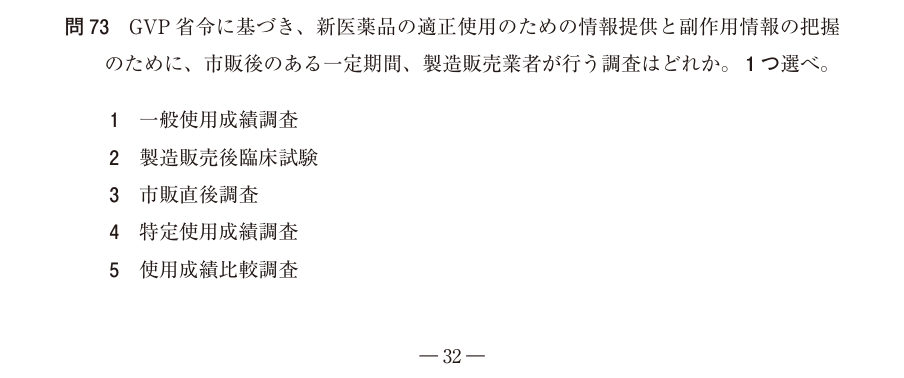 問 73　GVP 省令に基づき、新医薬品の適正使用のための情報提供と副作用情報の把握
のために、市販後のある一定期間、製造販売業者が行う調査はどれか。1 つ選べ。
1　一般使用成績調査
2　製造販売後臨床試験
3　市販直後調査
4　特定使用成績調査
5　使用成績比較調査
— 32 —